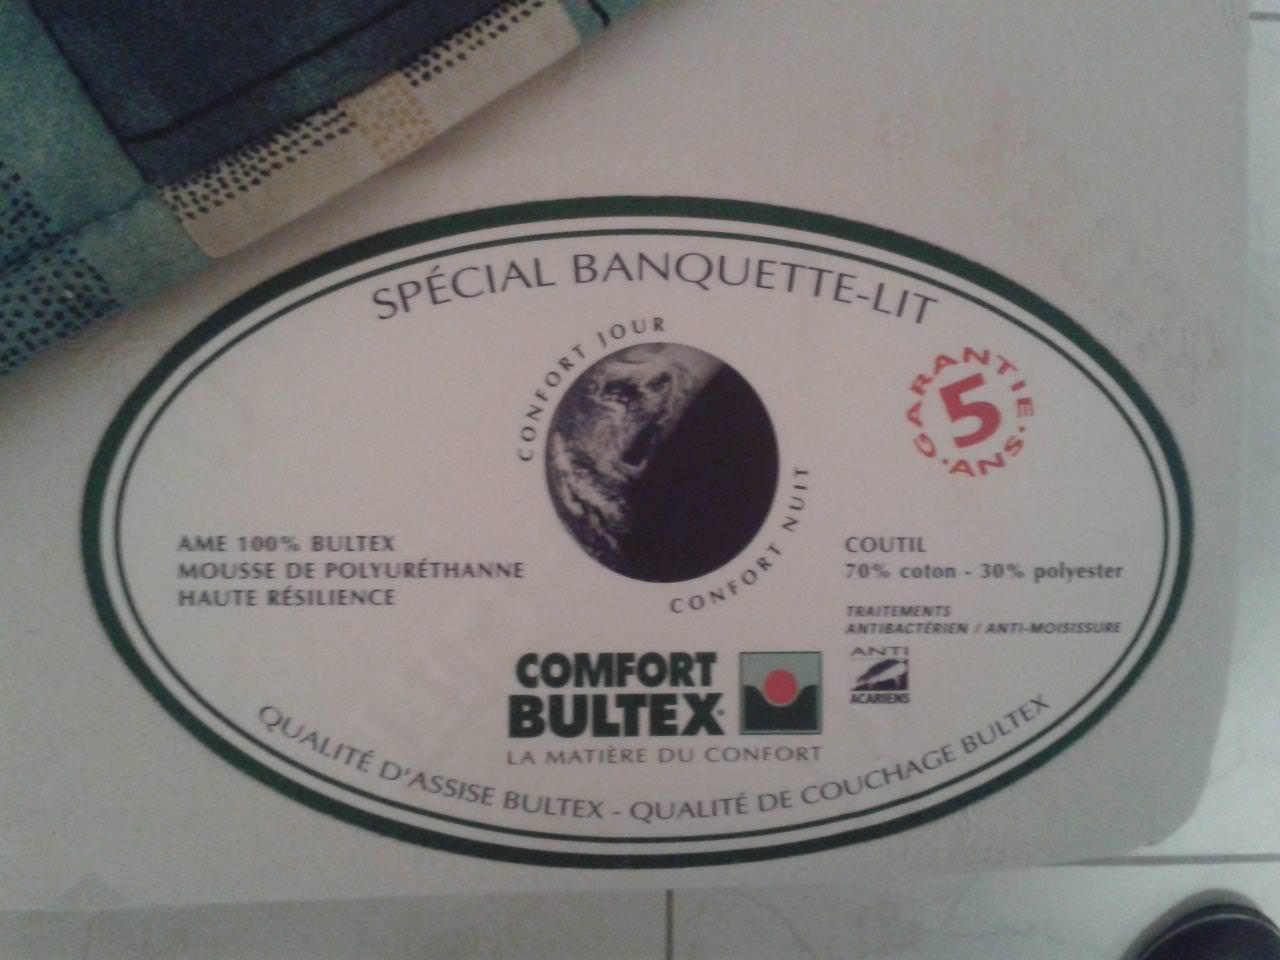 SPÉCIAL BANQUETTE-LIT
CONFORT JOUR
CONFORT NUIT
GARANTIE
5
.ANS.
AME 100% BULTEX
MOUSSE DE POLYURÉTHANNE
HAUTE RÉSILIENCE
COUTIL
70% coton - 30% polyester
TRAITEMENTS
ANTIBACTÉRIEN / ANTI-MOISISSURE
ANTI
ACARIENS
COMFORT
BULTEX
LA MATIÈRE DU CONFORT
QUALITÉ D'ASSISE BULTEX - QUALITÉ DE COUCHAGE BULTEX